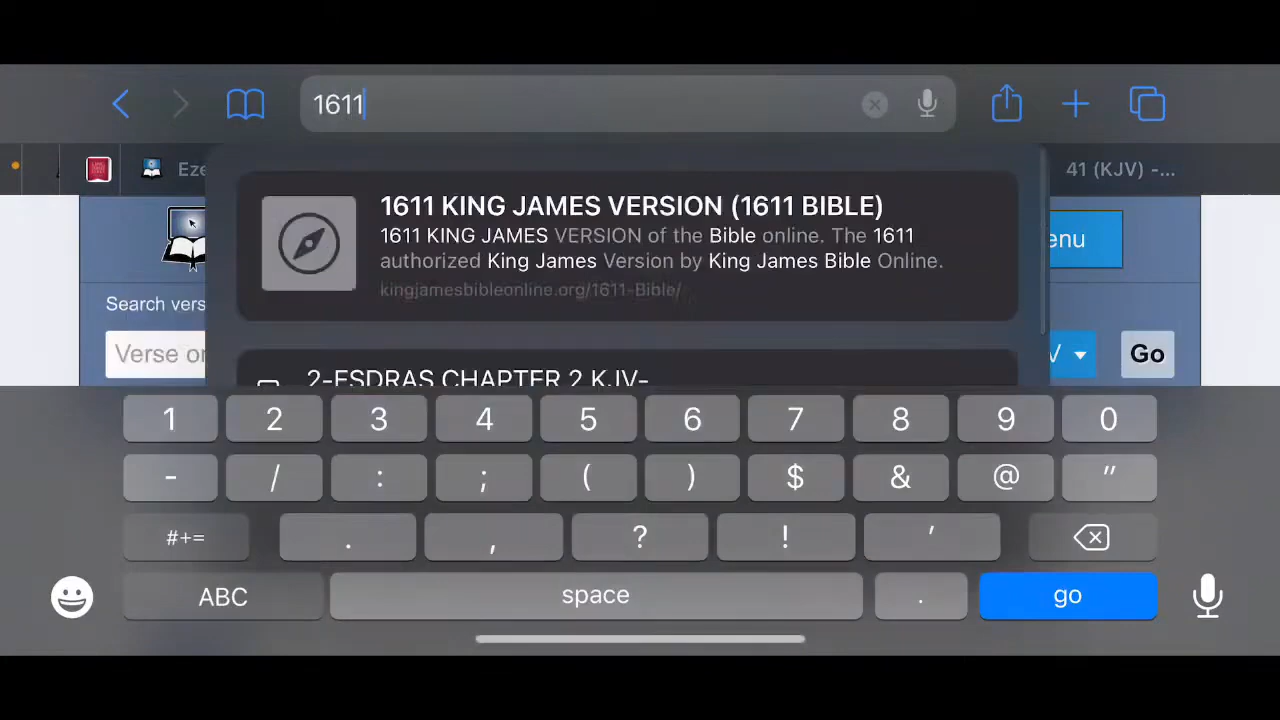 1611
Eze
41 (KJV) -...
1611 KING JAMES VERSION (1611 BIBLE)
1611 KING JAMES VERSION of the Bible online. The 1611
authorized King James Version by King James Bible Online.
kingjamesbibleonline.org/1611-Bible/
enu
Search vers
Verse or
V
Go
2-ESDRAS CHAPTER 2 KJV-
1 2 3 4 5 6 7 8 9 0
- / : ; ( ) $ & @ "
#+= . , ? ! '
ABC space . go